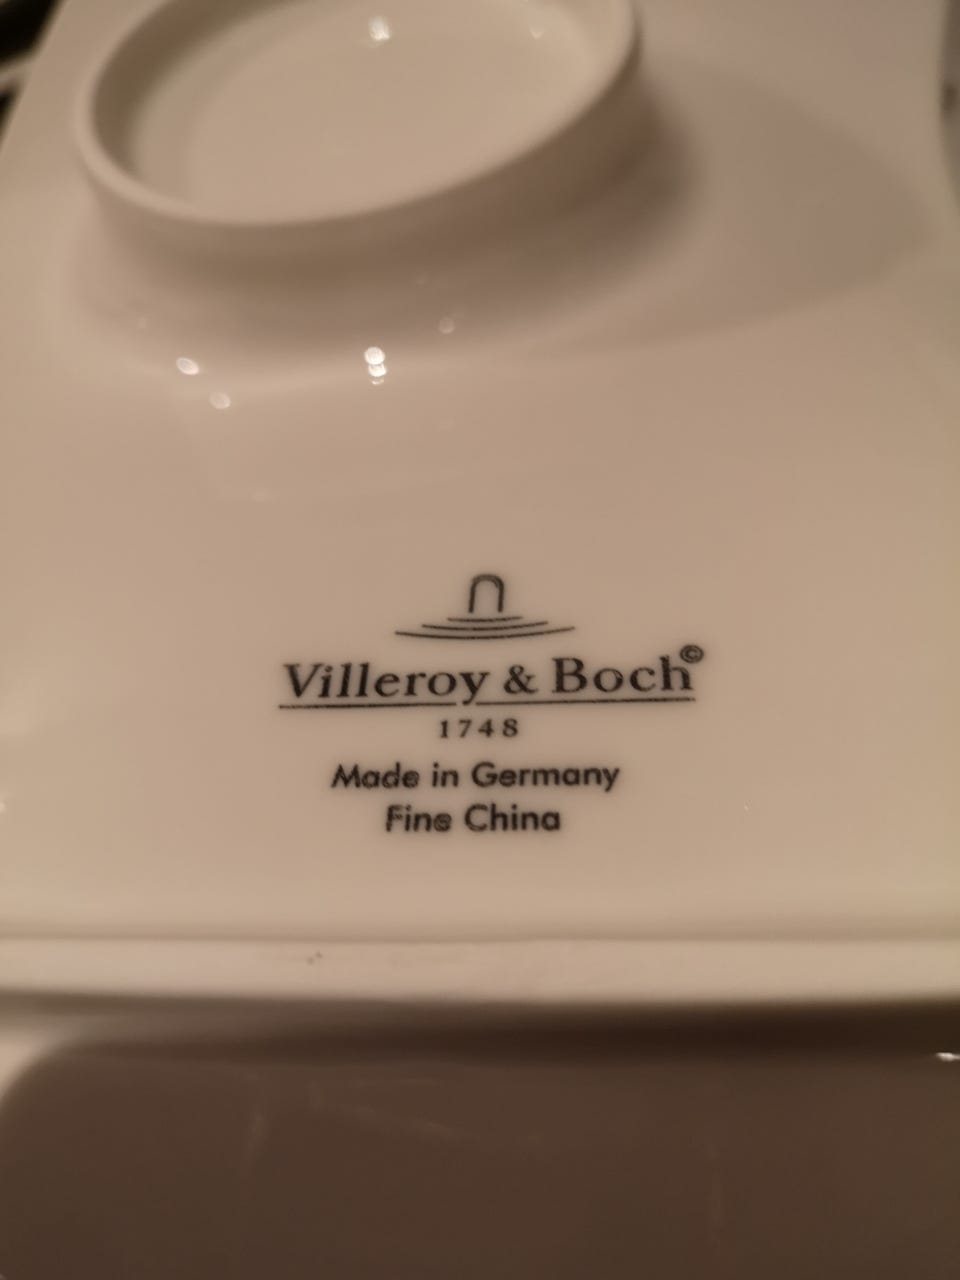 Villeroy & Boch©
1748
Made in Germany
Fine China